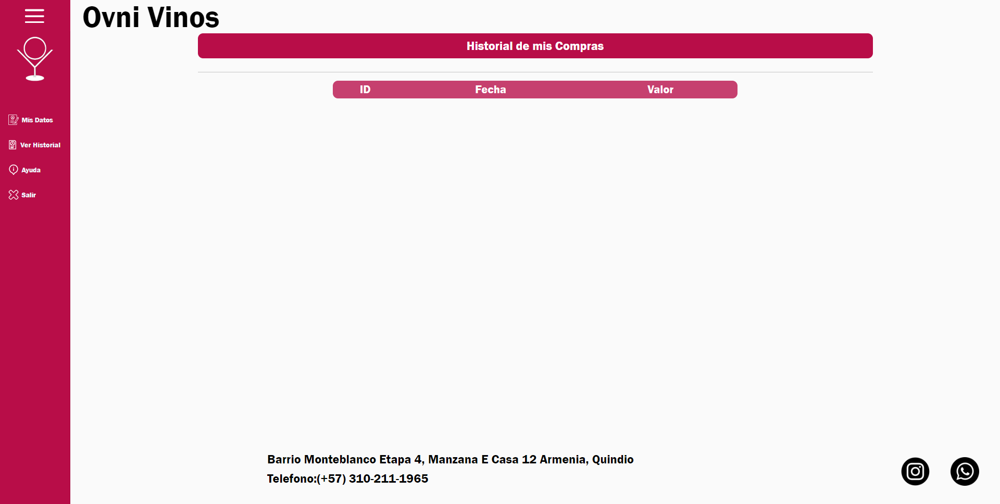 Ovni Vinos
Historial de mis Compras
ID Fecha Valor
Mis Datos
Ver Historial
Ayuda
Salir
Barrio Monteblanco Etapa 4, Manzana E Casa 12 Armenia, Quindio
Telefono:(+57) 310-211-1965